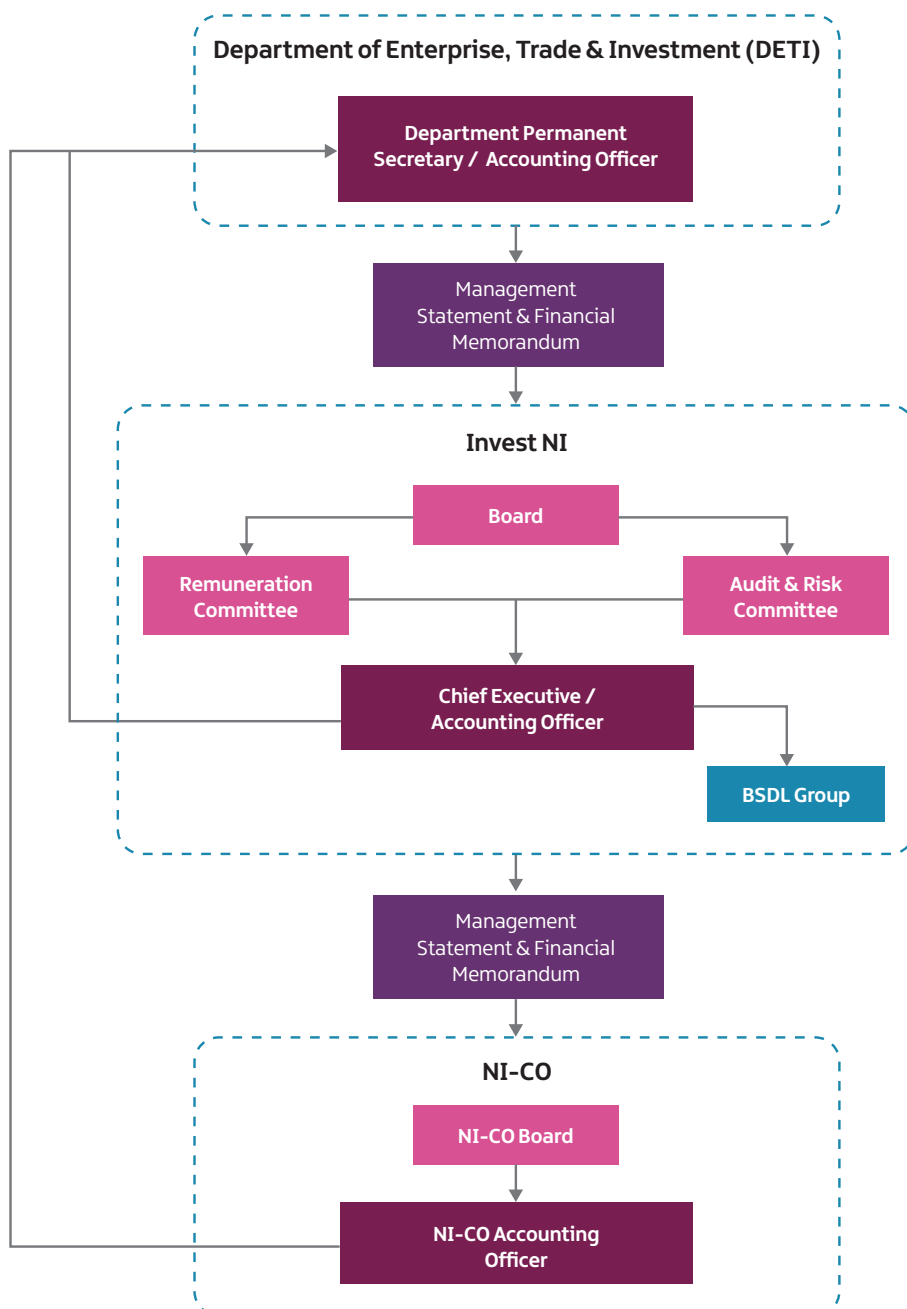 Department of Enterprise, Trade & Investment (DETI)
Department Permanent
Secretary / Accounting Officer
Management
Statement & Financial
Memorandum
Invest NI
Board
Remuneration
Committee
Audit & Risk
Committee
Chief Executive /
Accounting Officer
BSDL Group
Management
Statement & Financial
Memorandum
NI-CO
NI-CO Board
NI-CO Accounting
Officer